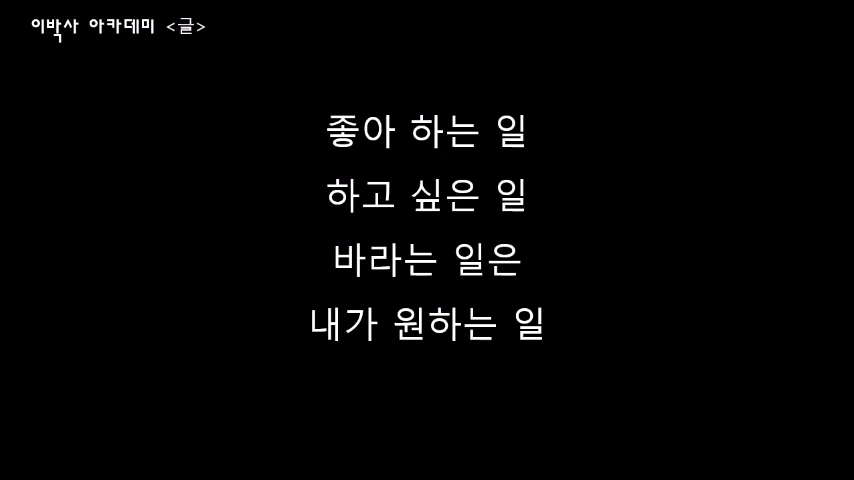 이박사 아카데미 <글>
좋아 하는 일
하고 싶은 일
바라는 일은
내가 원하는 일